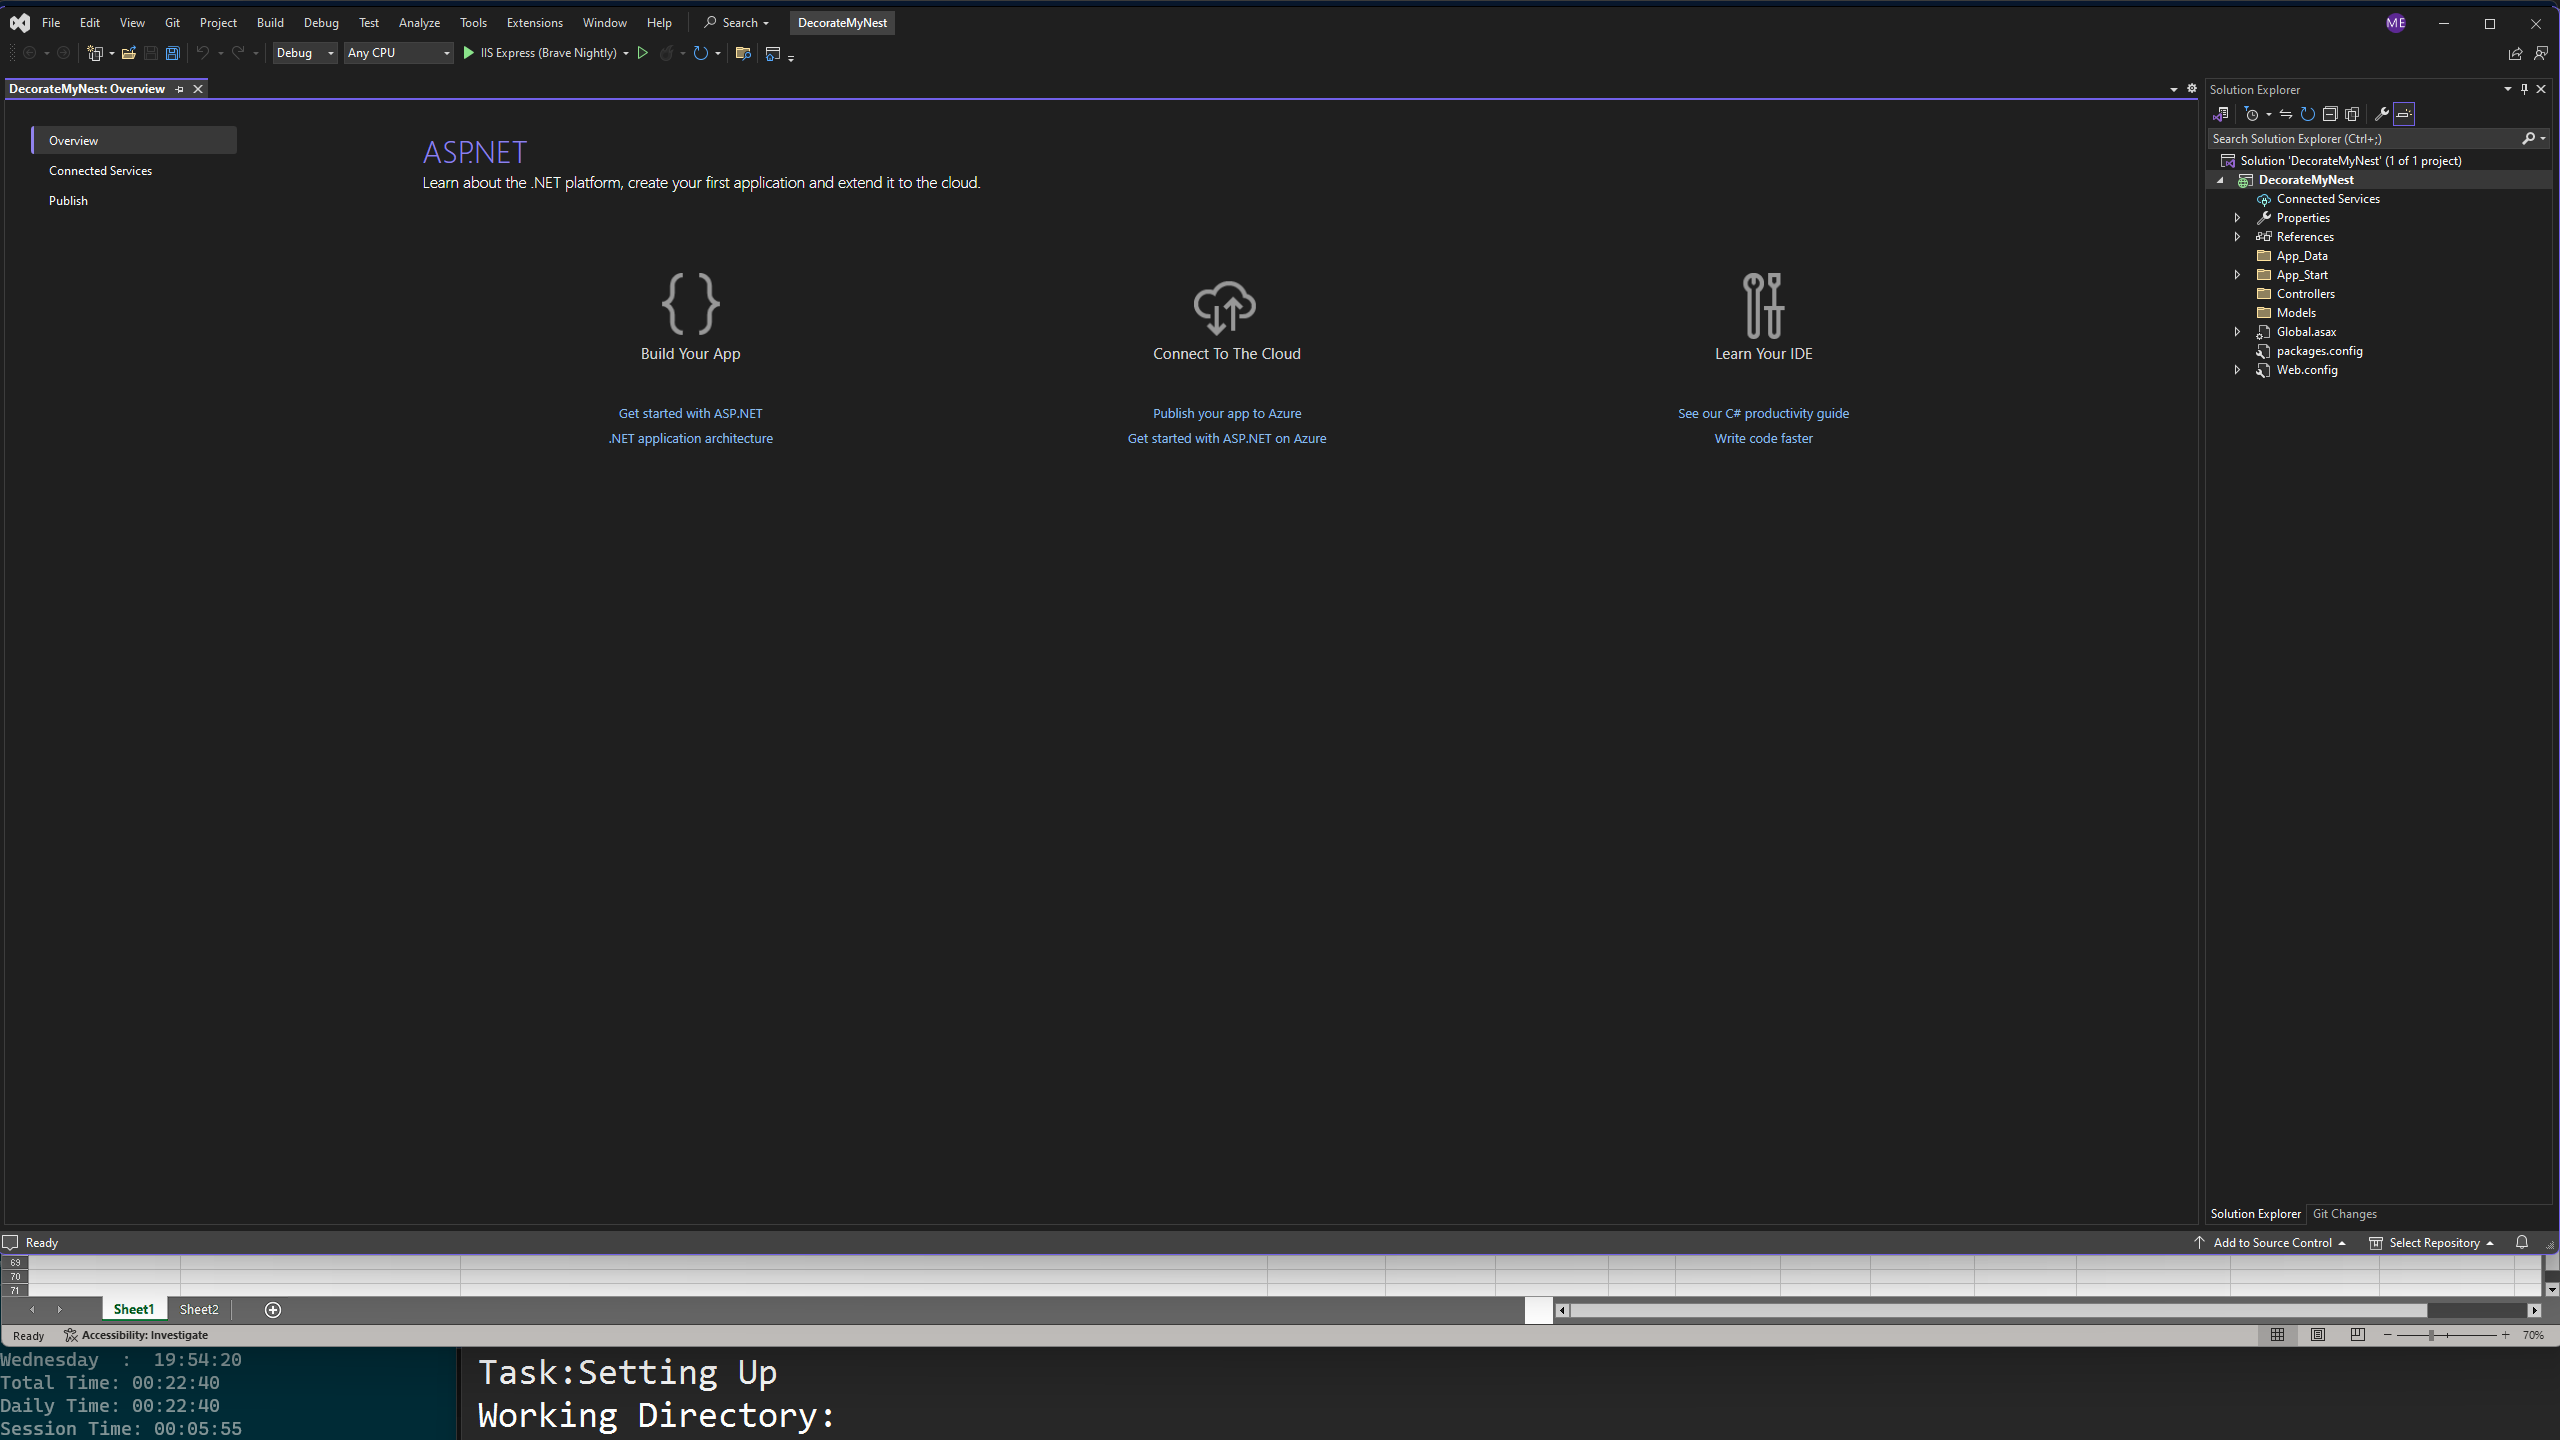 File Edit View Git Project Build Debug Test Analyze Tools Extensions Window Help Search DecorateMyNest ME
Debug Any CPU IIS Express (Brave Nightly)
DecorateMyNest: Overview
Overview
Connected Services
Publish
ASP.NET
Learn about the .NET platform, create your first application and extend it to the cloud.
Build Your App
Get started with ASP.NET
.NET application architecture
Connect To The Cloud
Publish your app to Azure
Get started with ASP.NET on Azure
Learn Your IDE
See our C# productivity guide
Write code faster
Solution Explorer
Search Solution Explorer (Ctrl+;)
Solution 'DecorateMyNest' (1 of 1 project)
DecorateMyNest
Connected Services
Properties
References
App_Data
App_Start
Controllers
Models
Global.asax
packages.config
Web.config
Solution Explorer Git Changes
Ready Add to Source Control Select Repository
69
70
71
Sheet1 Sheet2
Ready Accessibility: Investigate 70%
Wednesday : 19:54:20
Total Time: 00:22:40
Daily Time: 00:22:40
Session Time: 00:05:55
Task:Setting Up
Working Directory: